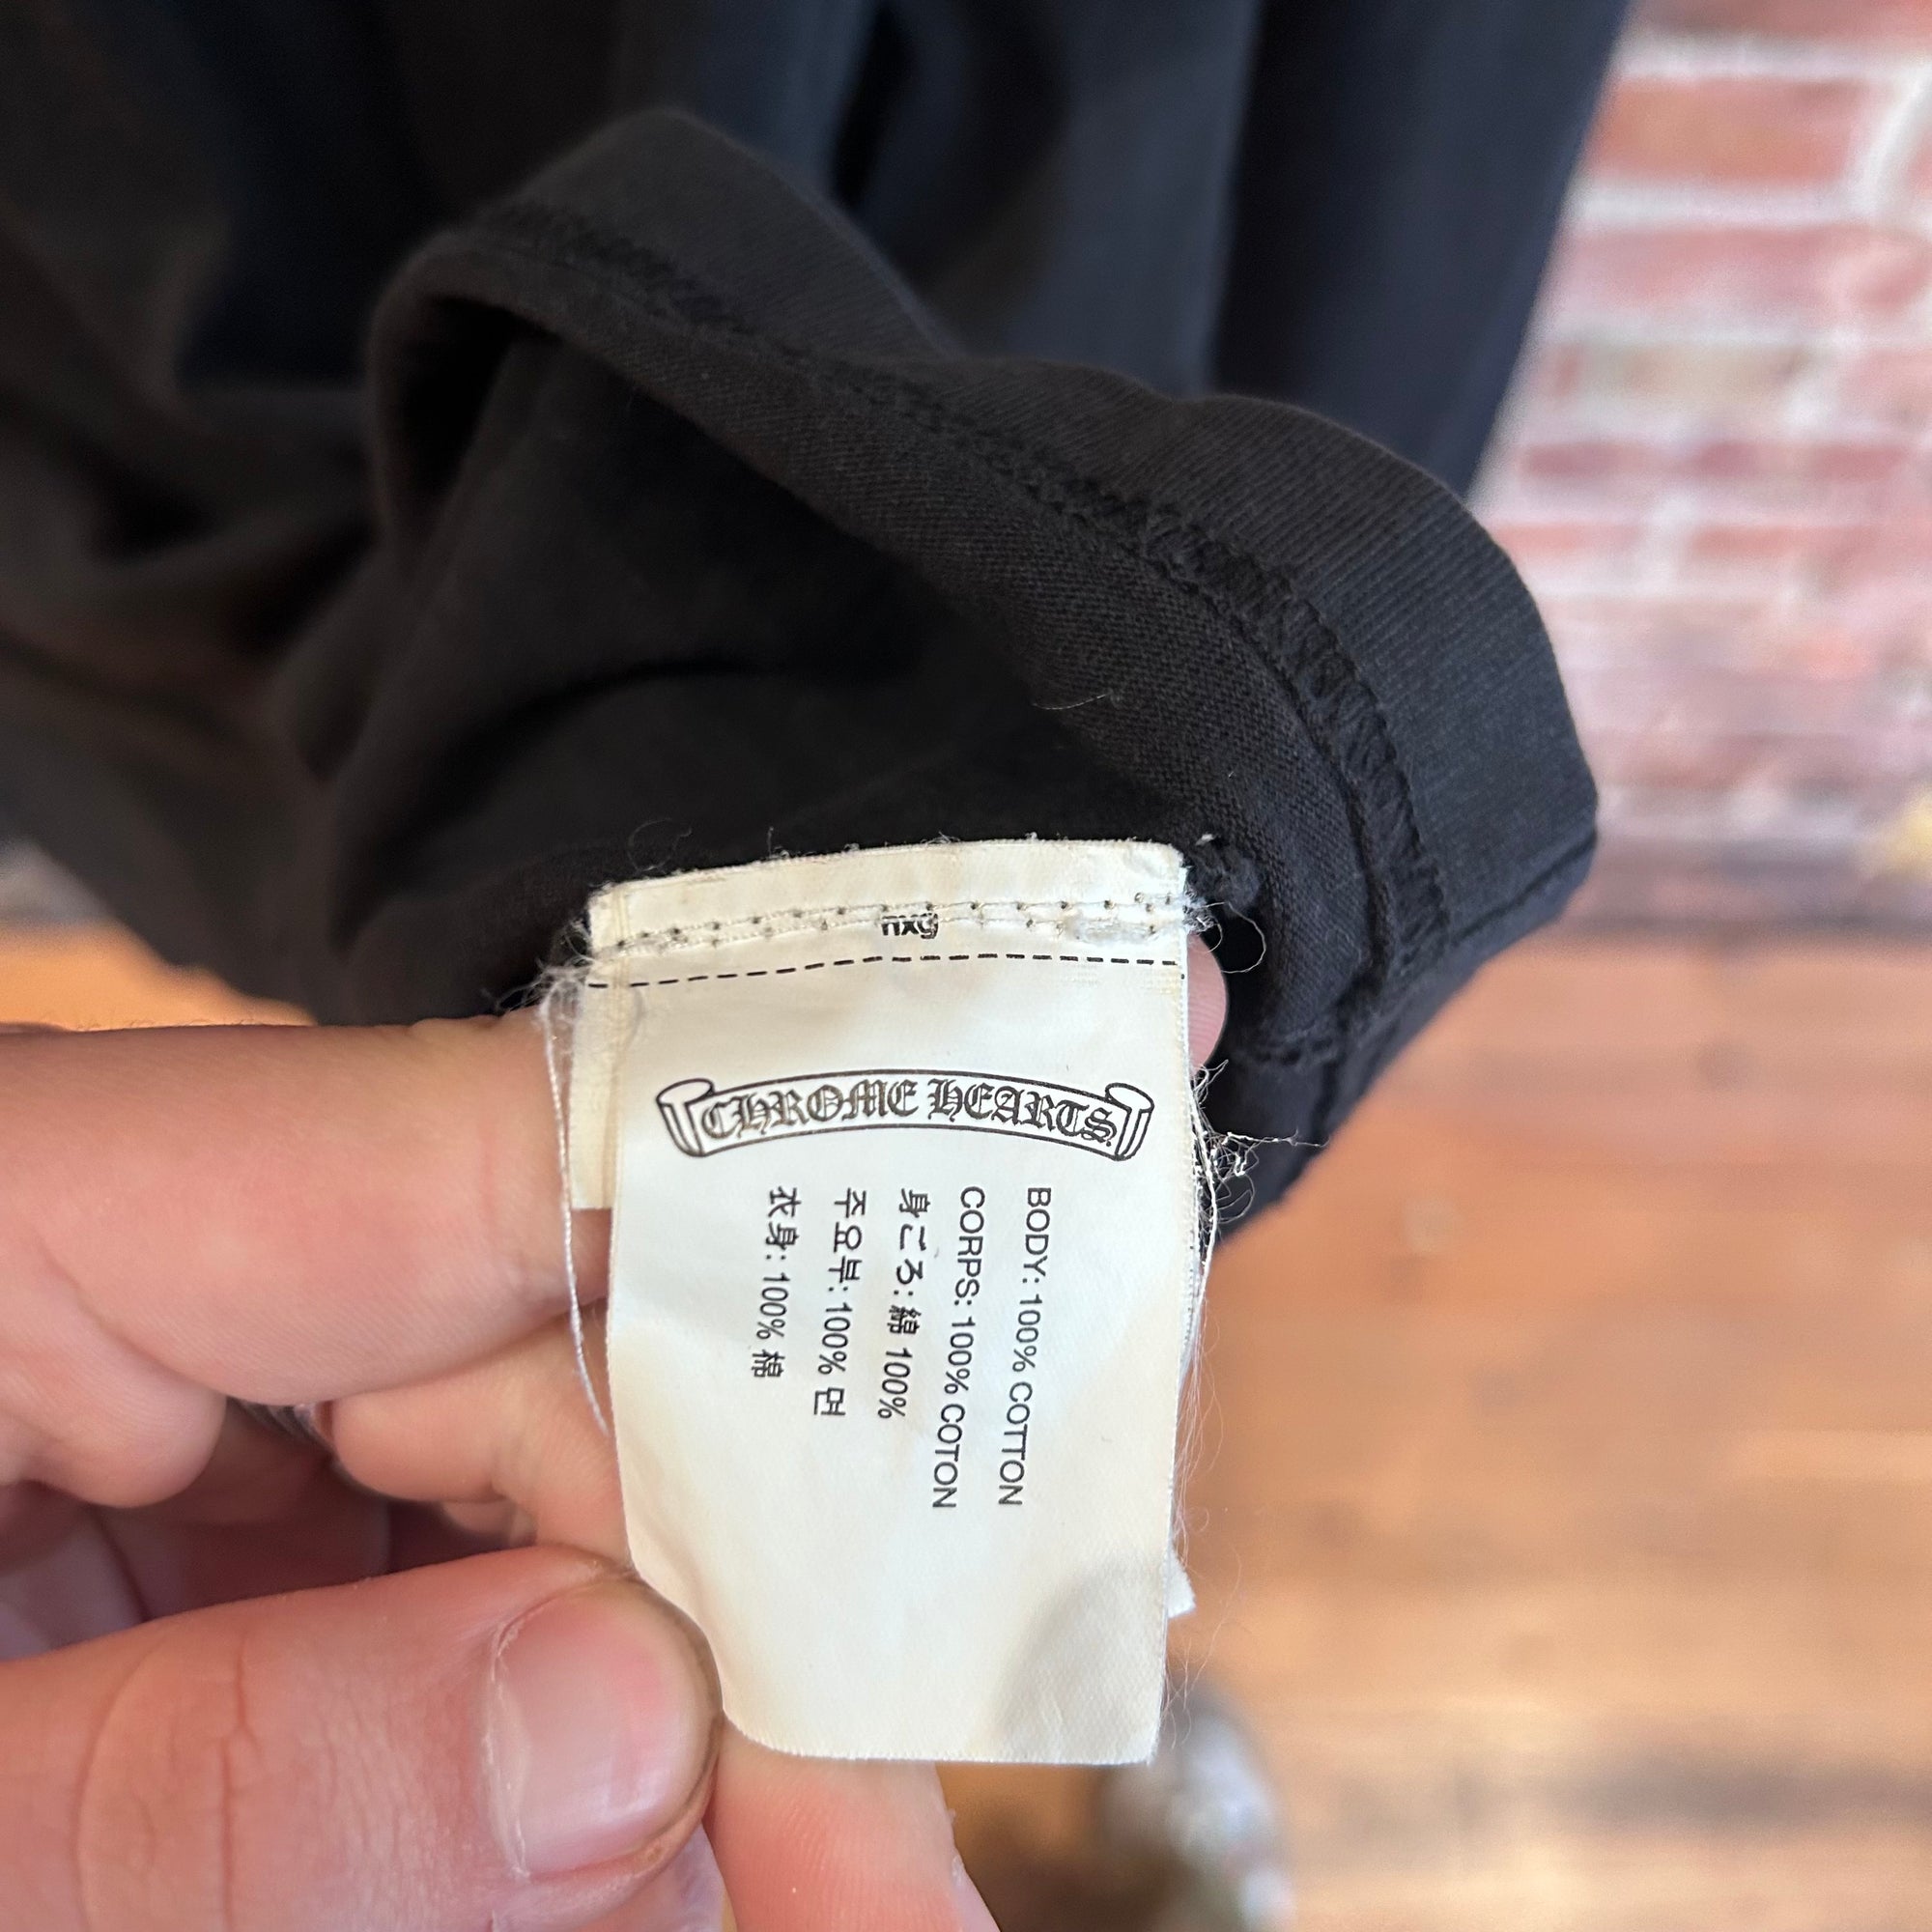 nxg
CHROME HEARTS
BODY: 100% COTTON
CORPS: 100% COTON
身ごろ: 綿 100%
주요부: 100% 면
衣身: 100% 棉